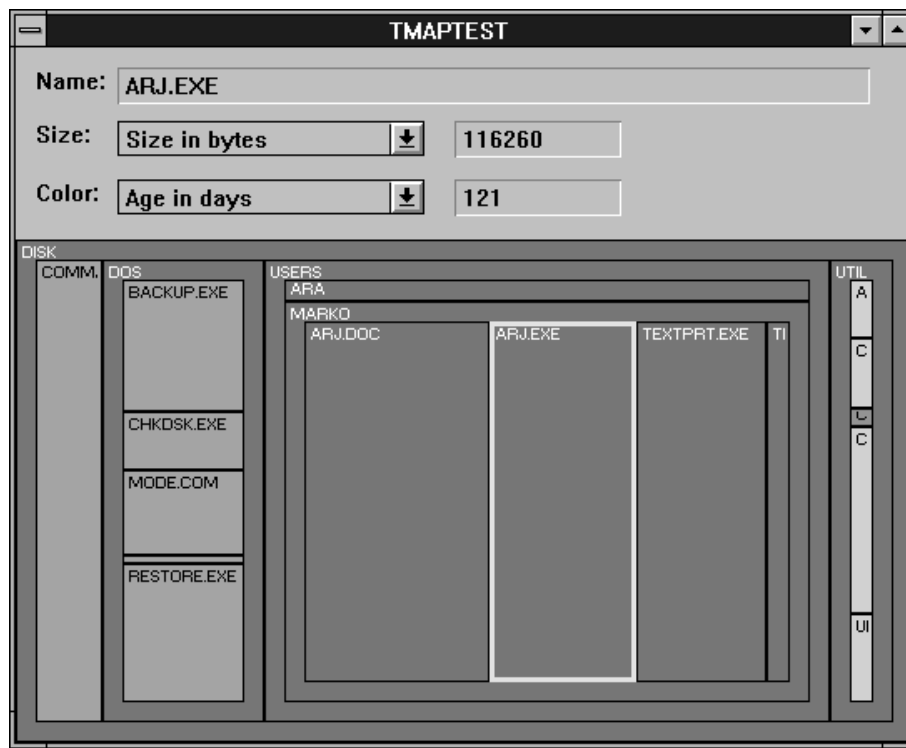 TMAPTEST
Name: ARJ.EXE
Size: Size in bytes 116260
Color: Age in days 121
DISK
COMM. DOS USERS UTIL
BACKUP.EXE ARA A
MARKO
ARJ.DOC ARJ.EXE TEXTPRT.EXE TI
C
CHKDSK.EXE
C
MODE.COM
RESTORE.EXE
UI